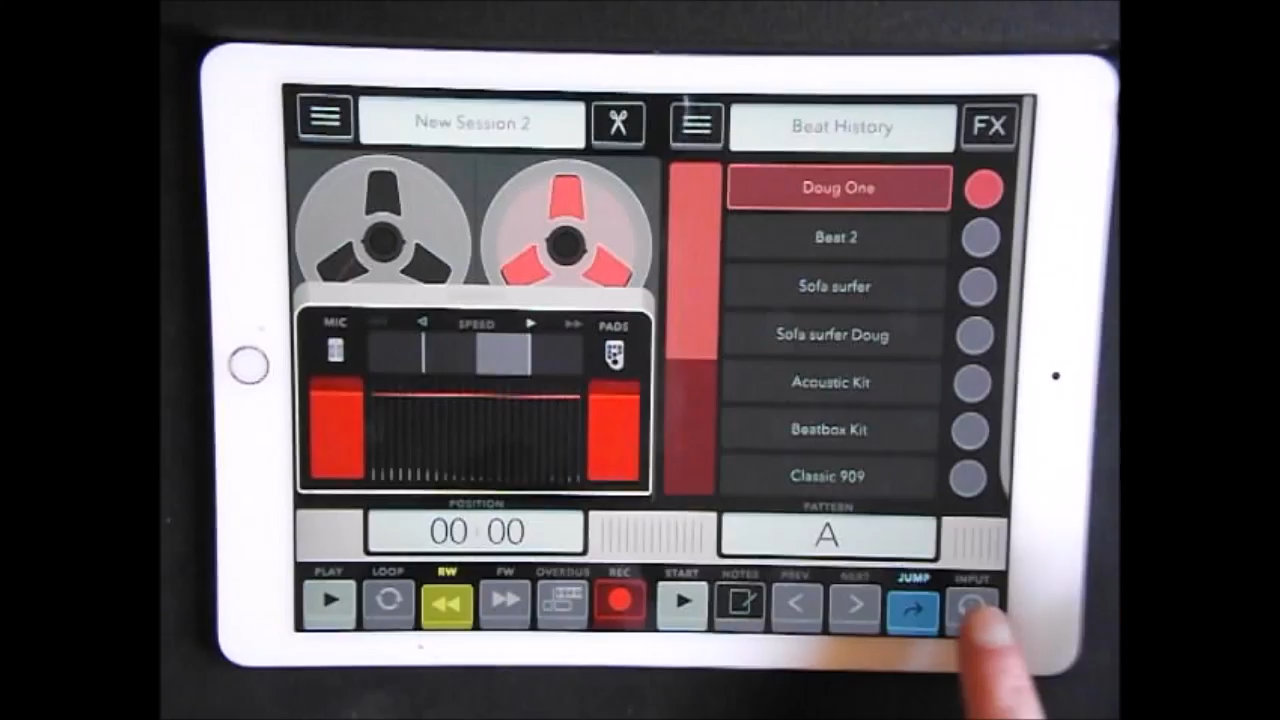 New Session 2
Beat History
FX
Doug One
Beat 2
Sofa surfer
Sofa surfer Doug
Acoustic Kit
Beatbox Kit
Classic 909
MIC
SPEED
PADS
POSITION
00 : 00
PATTERN
A
PLAY
LOOP
RW
FW
OVERDUB
REC
START
NOTES
PREV
NEXT
JUMP
INPUT